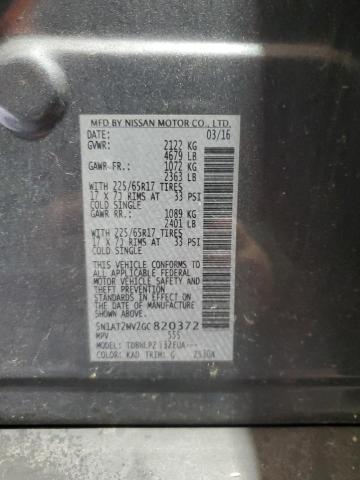 MFD BY NISSAN MOTOR CO., LTD.
DATE: 03/16
GVWR: 2122 KG
4679 LB
GAWR FR.: 1072 KG
2363 LB
WITH 225/65R17 TIRES
17 X 7J RIMS AT 33 PSI
COLD SINGLE
GAWR RR.: 1089 KG
2401 LB
WITH 225/65R17 TIRES
17 X 7J RIMS AT 33 PSI
COLD SINGLE
THIS VEHICLE CONFORMS TO ALL
APPLICABLE FEDERAL MOTOR
VEHICLE SAFETY STANDARDS IN
EFFECT ON THE DATE OF
MANUFACTURE SHOWN ABOVE.
5N1AT2MV2GC820372
MPV 555
MODEL:
COLOR: KAD TRIM: G